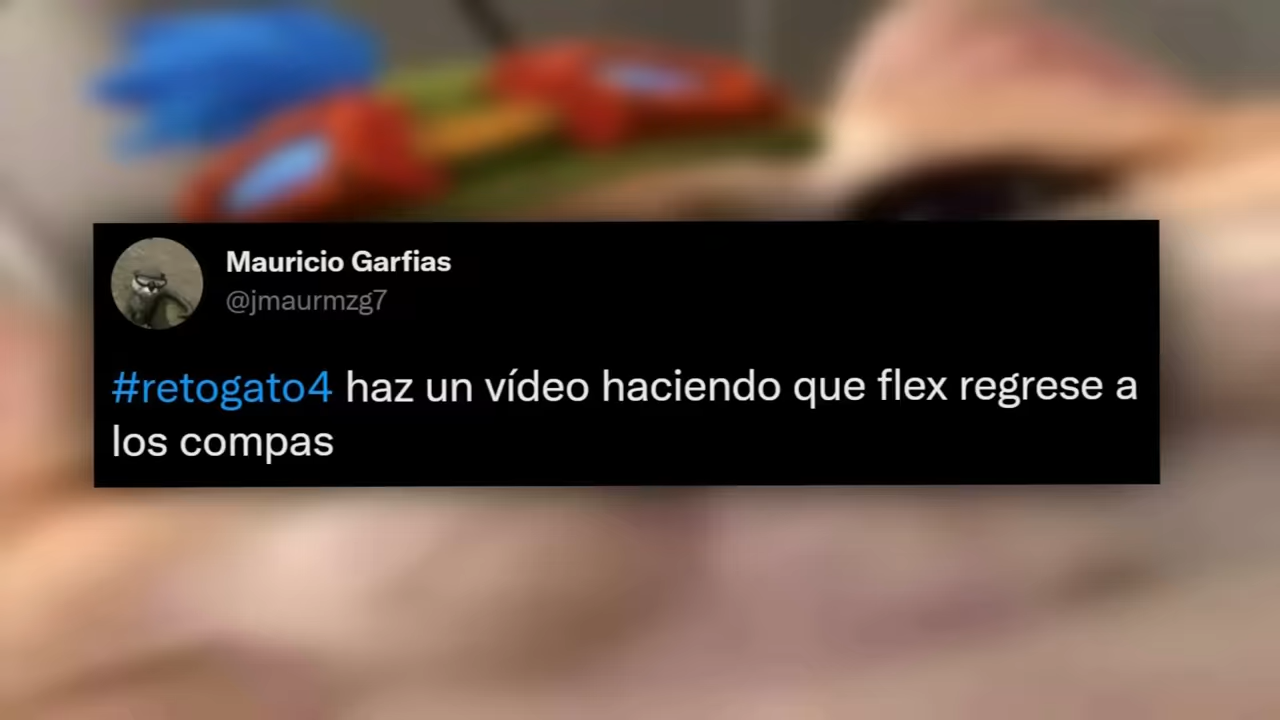 Mauricio Garfias
@jmaurmzg7
#retogato4 haz un vídeo haciendo que flex regrese a
los compas